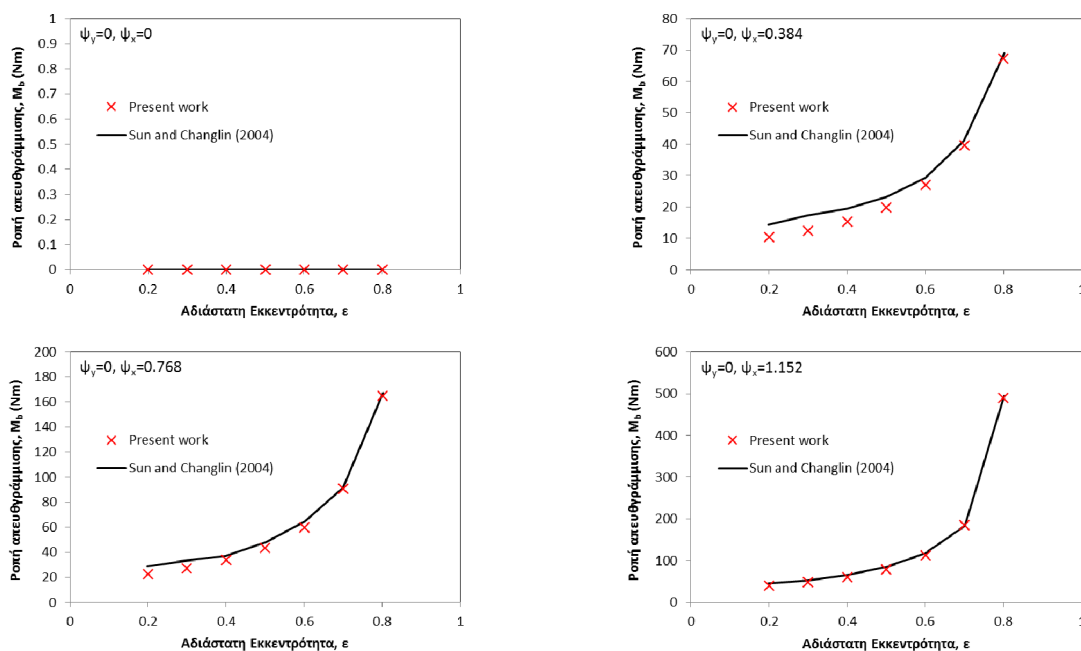 ψy=0, ψx=0
Ροπή απευθγράμμισης, Mb (Nm)
1
0.9
0.8
0.7
0.6
0.5
0.4
0.3
0.2
0.1
0
Present work
Sun and Changlin (2004)
0 0.2 0.4 0.6 0.8 1
Αδιάστατη Εκκεντρότητα, ε
ψy=0, ψx=0.384
Ροπή απευθγράμμισης, Mb (Nm)
80
70
60
50
40
30
20
10
0
Present work
Sun and Changlin (2004)
0 0.2 0.4 0.6 0.8 1
Αδιάστατη Εκκεντρότητα, ε
ψy=0, ψx=0.768
Ροπή απευθγράμμισης, Mb (Nm)
200
180
160
140
120
100
80
60
40
20
0
Present work
Sun and Changlin (2004)
0 0.2 0.4 0.6 0.8 1
Αδιάστατη Εκκεντρότητα, ε
ψy=0, ψx=1.152
Ροπή απευθγράμμισης, Mb (Nm)
600
500
400
300
200
100
0
Present work
Sun and Changlin (2004)
0 0.2 0.4 0.6 0.8 1
Αδιάστατη Εκκεντρότητα, ε